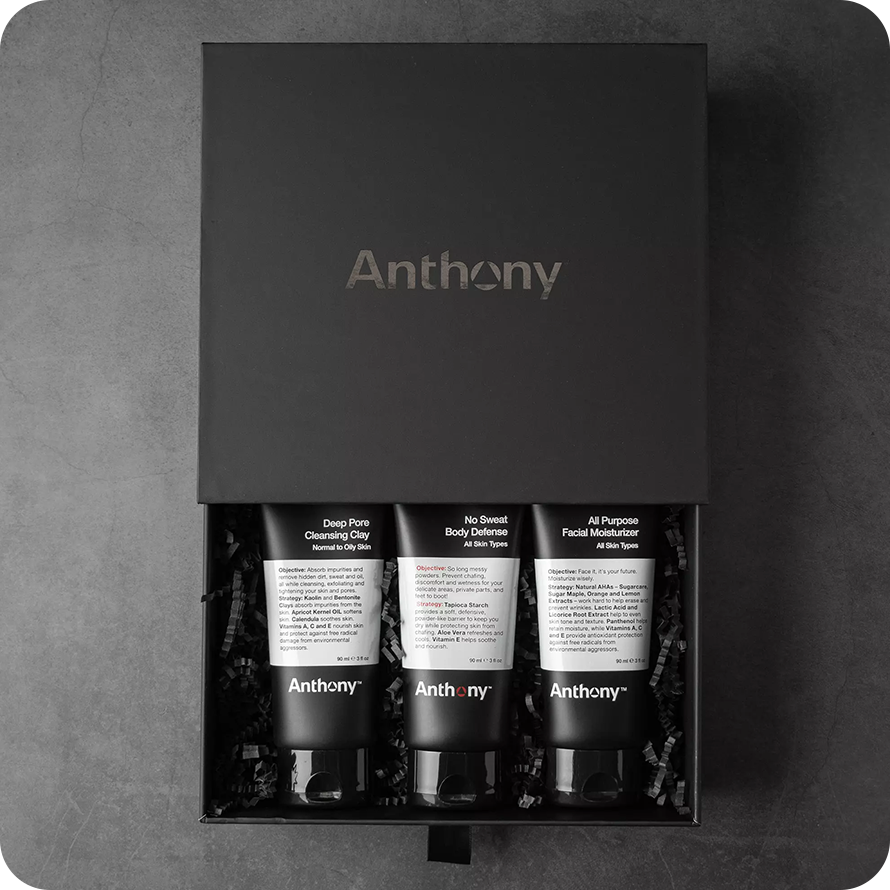 Anthony
Deep Pore
Cleansing Clay
Normal to Oily Skin
Objective: Absorb impurities and
remove hidden dirt, sweat and oil,
all while cleansing, exfoliating and
tightening your skin and pores.
Strategy: Kaolin and Bentonite
Clays absorb impurities from the
skin. Apricot Kernel OIL softens
skin. Calendula soothes skin.
Vitamins A, C and E nourish skin
and protect against free radical
damage from environmental
aggressors.
90 ml ℮ 3 fl oz
Anthony™
No Sweat
Body Defense
All Skin Types
Objective: So long messy
powders. Prevent chafing,
discomfort and wetness for your
delicate areas, private parts, and
feet to boot!
Strategy: Tapioca Starch
provides a soft, defensive,
powder-like barrier to keep you
dry while protecting skin from
chafing. Aloe Vera refreshes and
cools. Vitamin E helps soothe
and nourish.
90 ml ℮ 3 fl oz
Anthony™
All Purpose
Facial Moisturizer
All Skin Types
Objective: Face it, it's your future.
Moisturize wisely.
Strategy: Natural AHAs – Sugarcane,
Sugar Maple, Orange and Lemon
Extracts – work hard to help erase and
prevent wrinkles. Lactic Acid and
Licorice Root Extract help to even
skin tone and texture. Panthenol helps
retain moisture, while Vitamins A, C
and E provide antioxidant protection
against free radicals from
environmental aggressors.
90 ml ℮ 3 fl oz
Anthony™